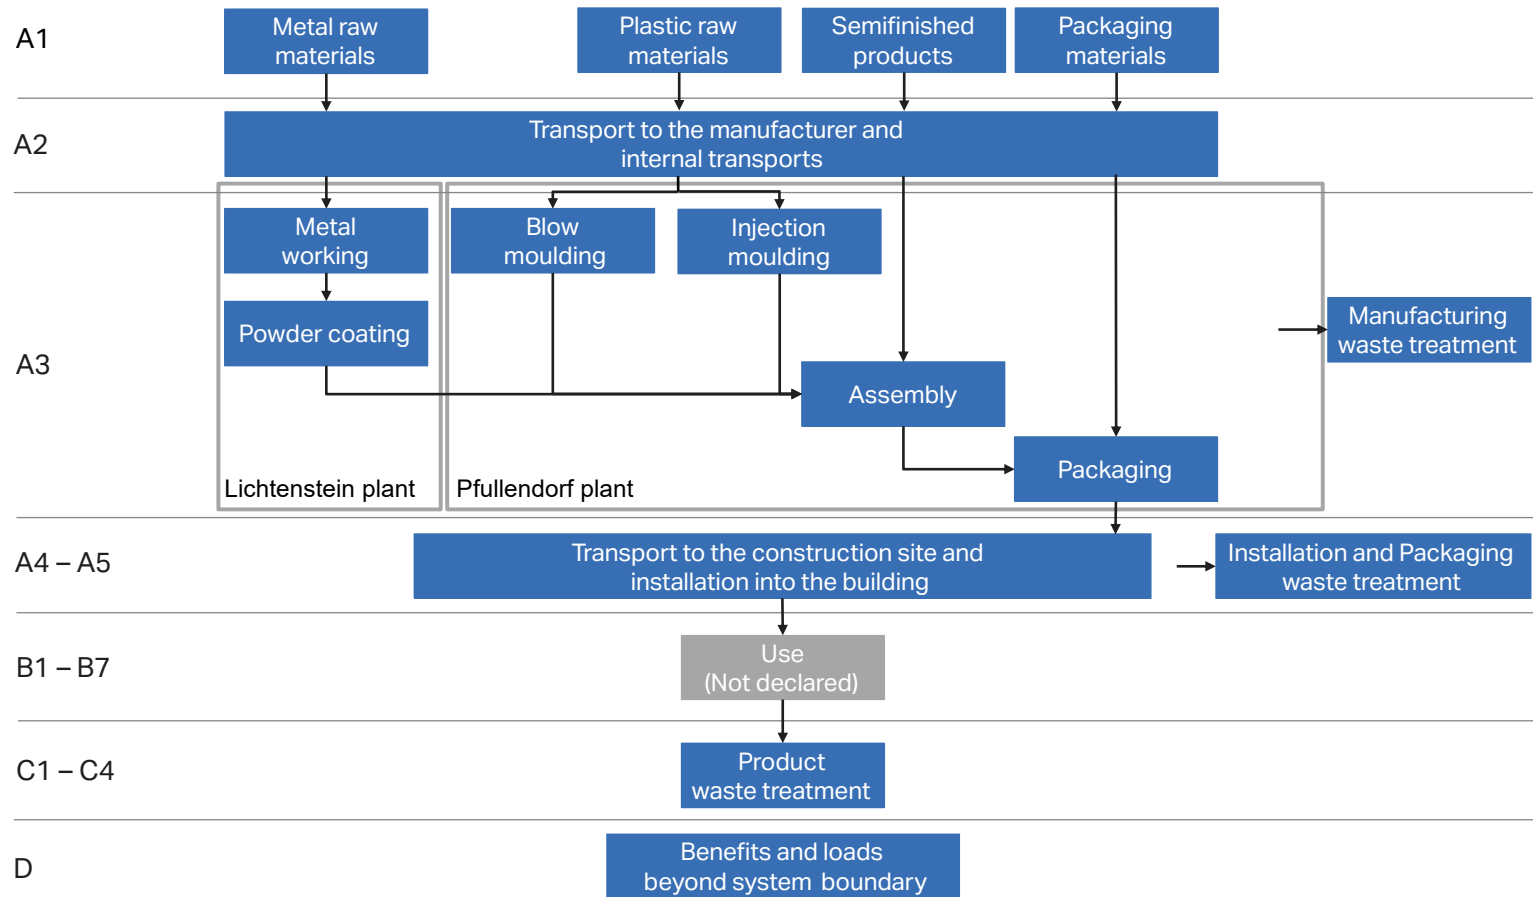 A1
Metal raw
materials
Plastic raw
materials
Semifinished
products
Packaging
materials
A2
Transport to the manufacturer and
internal transports
A3
Metal
working
Blow
moulding
Injection
moulding
Powder coating
Manufacturing
waste treatment
Assembly
Packaging
Lichtenstein plant
Pfullendorf plant
A4 – A5
Transport to the construction site and
installation into the building
Installation and Packaging
waste treatment
B1 – B7
Use
(Not declared)
C1 – C4
Product
waste treatment
D
Benefits and loads
beyond system boundary